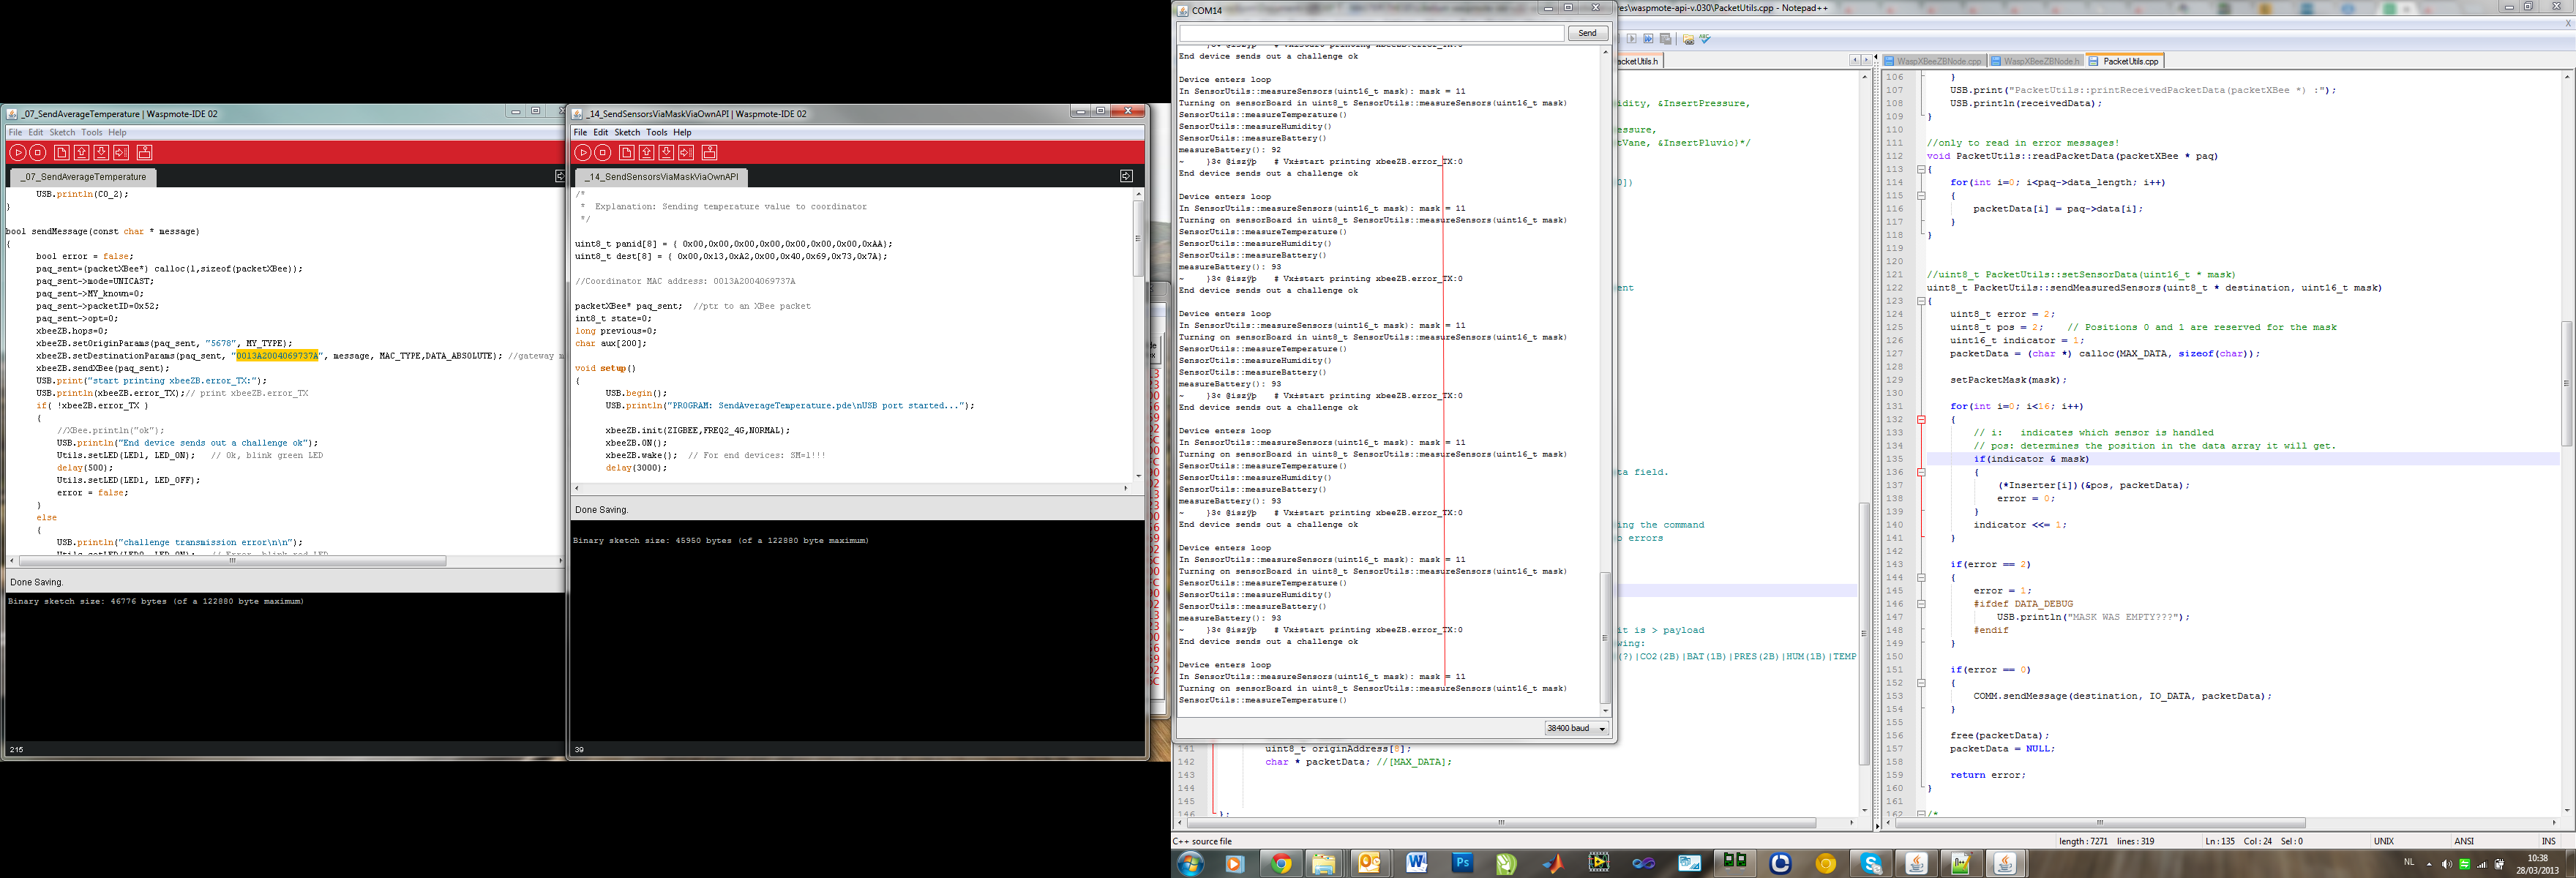 _07_SendAverageTemperature | Waspmote-IDE 02
File Edit Sketch Tools Help
_07_SendAverageTemperature
USB.println(CO_2);
}
bool sendMessage(const char * message)
{
bool error = false;
paq_sent=(packetXBee*) calloc(1,sizeof(packetXBee));
paq_sent->mode=UNICAST;
paq_sent->MY_known=0;
paq_sent->packetID=0x52;
paq_sent->opt=0;
xbeeZB.hops=0;
xbeeZB.setOriginParams(paq_sent, "5678", MY_TYPE);
xbeeZB.setDestinationParams(paq_sent, "0013A2004069737A", message, MAC_TYPE,DATA_ABSOLUTE); //gateway m
xbeeZB.sendXBee(paq_sent);
USB.print("start printing xbeeZB.error_TX:");
USB.println(xbeeZB.error_TX);// print xbeeZB.error_TX
if( !xbeeZB.error_TX )
{
//XBee.println("ok");
USB.println("End device sends out a challenge ok");
Utils.setLED(LED1, LED_ON);   // Ok, blink green LED
delay(500);
Utils.setLED(LED1, LED_OFF);
error = false;
}
else
{
USB.println("challenge transmission error\n\n");
Utils.setLED(LED0, LED_ON);   // Error, blink red LED
Done Saving.
Binary sketch size: 46776 bytes (of a 122880 byte maximum)
215
_14_SendSensorsViaMaskViaOwnAPI | Waspmote-IDE 02
File Edit Sketch Tools Help
_14_SendSensorsViaMaskViaOwnAPI
/*
*  Explanation: Sending temperature value to coordinator
*/
uint8_t panid[8] = { 0x00,0x00,0x00,0x00,0x00,0x00,0x00,0xAA};
uint8_t dest[8] = { 0x00,0x13,0xA2,0x00,0x40,0x69,0x73,0x7A};
//Coordinator MAC address: 0013A2004069737A
packetXBee* paq_sent;  //ptr to an XBee packet
int8_t state=0;
long previous=0;
char aux[200];
void setup()
{
USB.begin();
USB.println("PROGRAM: SendAverageTemperature.pde\nUSB port started...");
xbeeZB.init(ZIGBEE,FREQ2_4G,NORMAL);
xbeeZB.ON();
xbeeZB.wake();  // For end devices: SM=1!!!
delay(3000);
Done Saving.
Binary sketch size: 45950 bytes (of a 122880 byte maximum)
39
COM14
Send
End device sends out a challenge ok
Device enters loop
In SensorUtils::measureSensors(uint16_t mask): mask = 11
Turning on sensorBoard in uint8_t SensorUtils::measureSensors(uint16_t mask)
SensorUtils::measureTemperature()
SensorUtils::measureHumidity()
SensorUtils::measureBattery()
measureBattery(): 92
~    }3¢ @iszÿþ   # Vx±start printing xbeeZB.error_TX:0
End device sends out a challenge ok
Device enters loop
In SensorUtils::measureSensors(uint16_t mask): mask = 11
Turning on sensorBoard in uint8_t SensorUtils::measureSensors(uint16_t mask)
SensorUtils::measureTemperature()
SensorUtils::measureHumidity()
SensorUtils::measureBattery()
measureBattery(): 93
~    }3¢ @iszÿþ   # Vx±start printing xbeeZB.error_TX:0
End device sends out a challenge ok
Device enters loop
In SensorUtils::measureSensors(uint16_t mask): mask = 11
Turning on sensorBoard in uint8_t SensorUtils::measureSensors(uint16_t mask)
SensorUtils::measureTemperature()
SensorUtils::measureHumidity()
SensorUtils::measureBattery()
measureBattery(): 93
~    }3¢ @iszÿþ   # Vx±start printing xbeeZB.error_TX:0
End device sends out a challenge ok
Device enters loop
In SensorUtils::measureSensors(uint16_t mask): mask = 11
Turning on sensorBoard in uint8_t SensorUtils::measureSensors(uint16_t mask)
SensorUtils::measureTemperature()
SensorUtils::measureHumidity()
SensorUtils::measureBattery()
measureBattery(): 93
~    }3¢ @iszÿþ   # Vx±start printing xbeeZB.error_TX:0
End device sends out a challenge ok
Device enters loop
In SensorUtils::measureSensors(uint16_t mask): mask = 11
Turning on sensorBoard in uint8_t SensorUtils::measureSensors(uint16_t mask)
SensorUtils::measureTemperature()
SensorUtils::measureHumidity()
SensorUtils::measureBattery()
measureBattery(): 93
~    }3¢ @iszÿþ   # Vx±start printing xbeeZB.error_TX:0
End device sends out a challenge ok
Device enters loop
In SensorUtils::measureSensors(uint16_t mask): mask = 11
Turning on sensorBoard in uint8_t SensorUtils::measureSensors(uint16_t mask)
SensorUtils::measureTemperature()
38400 baud
res\waspmote-api-v.030\PacketUtils.cpp - Notepad++
acketUtils.h
idity, &InsertPressure,
essure,
tVane, &InsertPluvio}*/
0])
ent
ta field.
ing the command
o errors
it is > payload
wing:
(?)|CO2(2B)|BAT(1B)|PRES(2B)|HUM(1B)|TEMP
141 uint8_t originAddress[8];
142 char * packetData; //[MAX_DATA];
143
144
145
146 };
WaspXBeeZBNode.cpp WaspXBeeZBNode.h PacketUtils.cpp
106 }
107 USB.print("PacketUtils::printReceivedPacketData(packetXBee *) :");
108 USB.println(receivedData);
109 }
110
111 //only to read in error messages!
112 void PacketUtils::readPacketData(packetXBee * paq)
113 {
114 for(int i=0; i<paq->data_length; i++)
115 {
116 packetData[i] = paq->data[i];
117 }
118 }
119
120
121 //uint8_t PacketUtils::setSensorData(uint16_t * mask)
122 uint8_t PacketUtils::sendMeasuredSensors(uint8_t * destination, uint16_t mask)
123 {
124 uint8_t error = 2;
125 uint8_t pos = 2;    // Positions 0 and 1 are reserved for the mask
126 uint16_t indicator = 1;
127 packetData = (char *) calloc(MAX_DATA, sizeof(char));
128
129 setPacketMask(mask);
130
131 for(int i=0; i<16; i++)
132 {
133 // i:   indicates which sensor is handled
134 // pos: determines the position in the data array it will get.
135 if(indicator & mask)
136 {
137 (*Inserter[i])(&pos, packetData);
138 error = 0;
139 }
140 indicator <<= 1;
141 }
142
143 if(error == 2)
144 {
145 error = 1;
146 #ifdef DATA_DEBUG
147 USB.println("MASK WAS EMPTY???");
148 #endif
149 }
150
151 if(error == 0)
152 {
153 COMM.sendMessage(destination, IO_DATA, packetData);
154 }
155
156 free(packetData);
157 packetData = NULL;
158
159 return error;
160 }
161
162 /*
C++ source file
length : 7271   lines : 319
Ln : 135   Col : 24   Sel : 0
UNIX
ANSI
INS
NL
10:38
28/03/2013